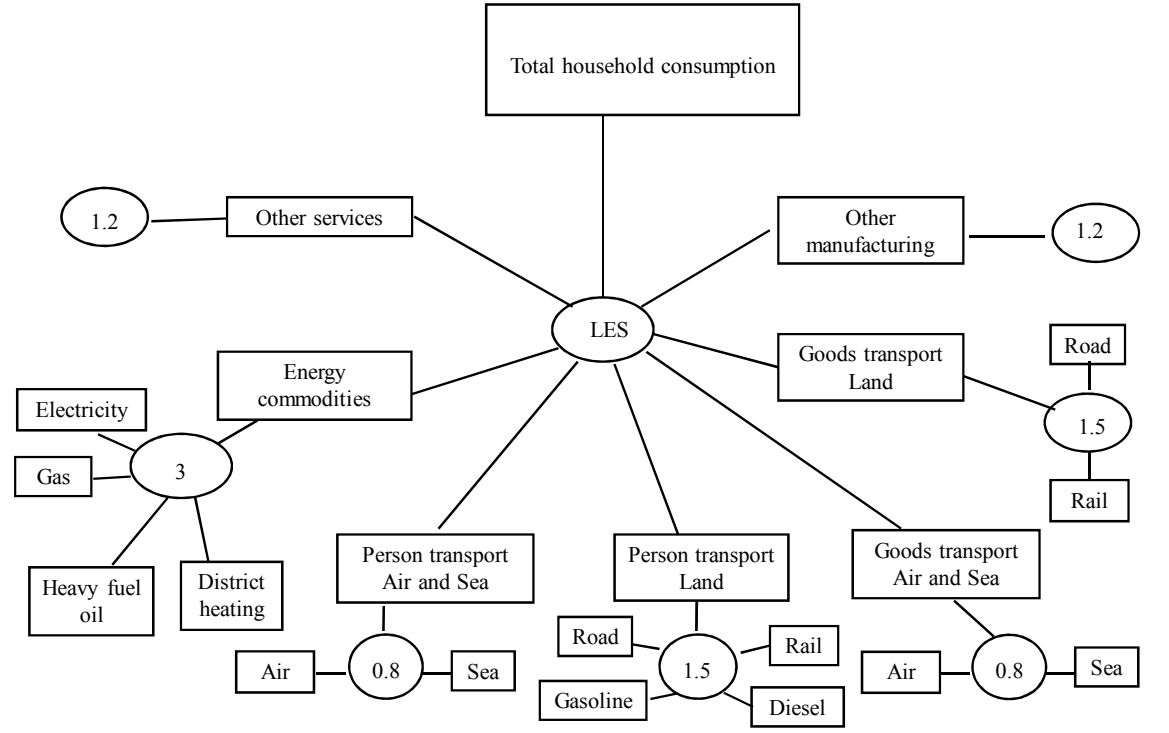 Total household consumption
1.2
Other services
Other
manufacturing
1.2
LES
Energy
commodities
Goods transport
Land
Road
Electricity
1.5
3
Gas
Rail
Heavy fuel
oil
District
heating
Person transport
Air and Sea
Person transport
Land
Goods transport
Air and Sea
Road
Rail
Air
0.8
Sea
1.5
Air
0.8
Sea
Gasoline
Diesel